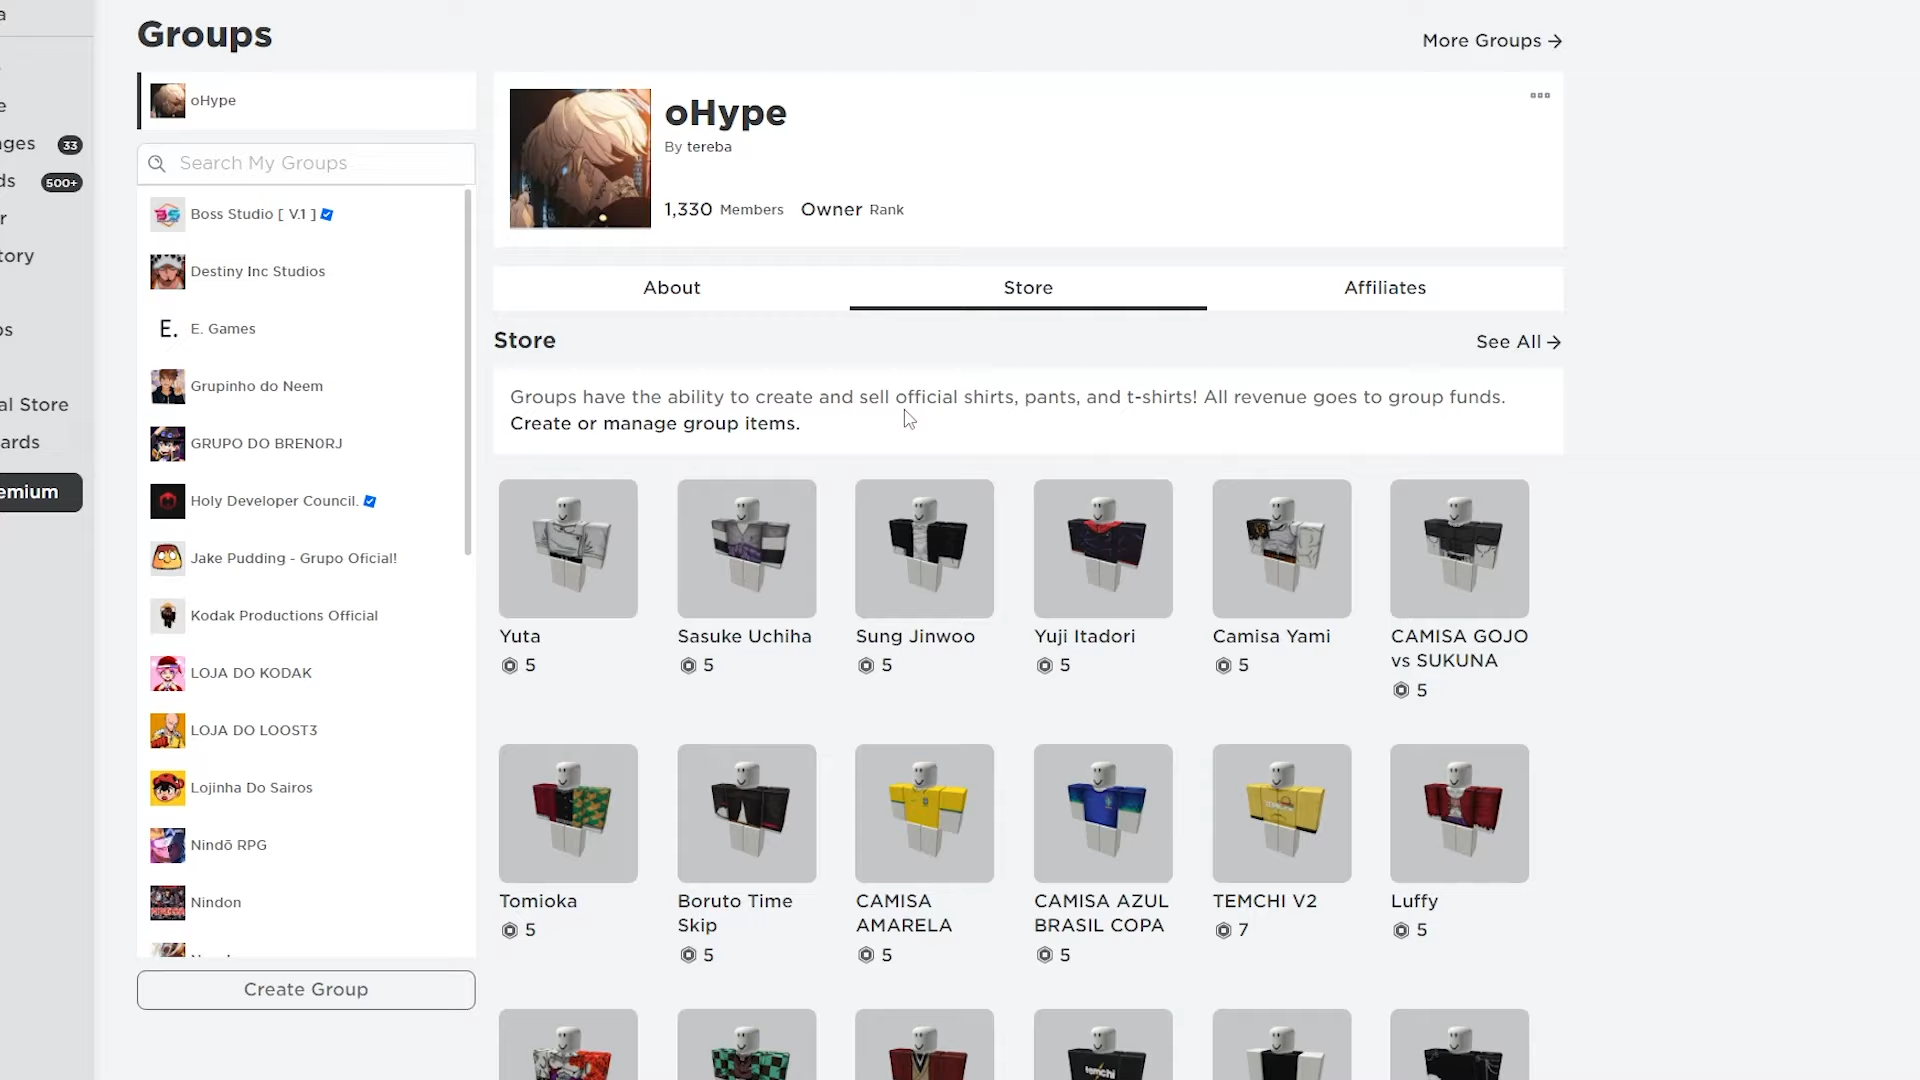 a
Groups
More Groups
e
ages 33
ds 500+
r
tory
ps
al Store
ards
emium
oHype
Search My Groups
Boss Studio [ V.1 ]
Destiny Inc Studios
E. E. Games
Grupinho do Neem
GRUPO DO BREN0RJ
Holy Developer Council.
Jake Pudding - Grupo Oficial!
Kodak Productions Official
LOJA DO KODAK
LOJA DO LOOST3
Lojinha Do Sairos
Nindō RPG
Nindon
Create Group
oHype
By tereba
1,330 Members Owner Rank
About Store Affiliates
Store
See All
Groups have the ability to create and sell official shirts, pants, and t-shirts! All revenue goes to group funds.
Create or manage group items.
Yuta
5
Sasuke Uchiha
5
Sung Jinwoo
5
Yuji Itadori
5
Camisa Yami
5
CAMISA GOJO
vs SUKUNA
5
Tomioka
5
Boruto Time
Skip
5
CAMISA
AMARELA
5
CAMISA AZUL
BRASIL COPA
5
TEMCHI V2
7
Luffy
5
temchi